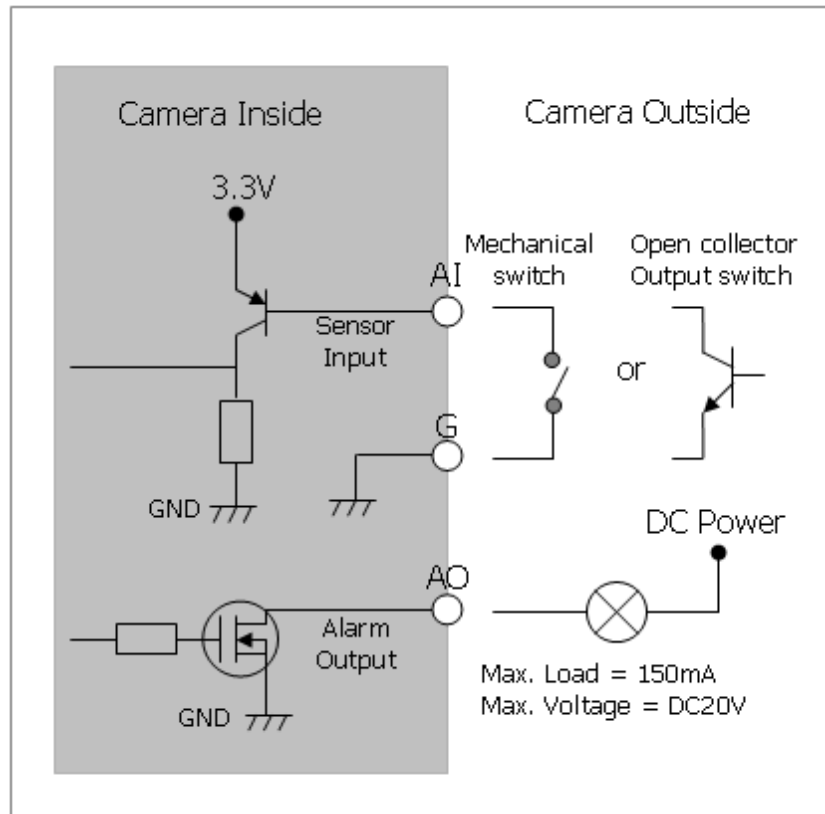 Camera Inside
Camera Outside
3.3V
Mechanical
switch
Open collector
Output switch
AI
Sensor
Input
or
G
GND
DC Power
AO
Alarm
Output
GND
Max. Load = 150mA
Max. Voltage = DC20V